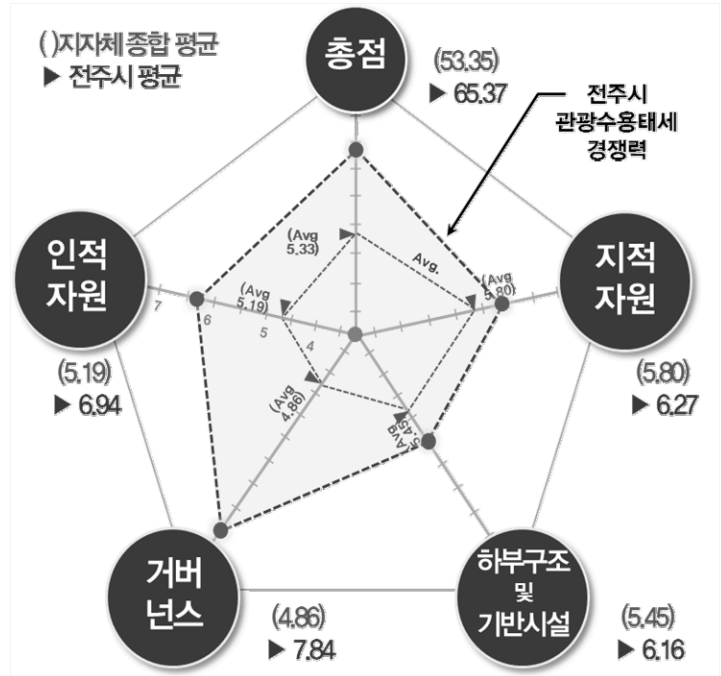 ( )지자체 종합 평균
▶ 전주시 평균
총점
(53.35)
▶ 65.37
전주시
관광수용태세
경쟁력
인적
자원
(5.19)
▶ 6.94
지적
자원
(5.80)
▶ 6.27
(Avg
5.33)
Avg.
(Avg
5.80)
(Avg
5.19)
7
6
5
4
(Avg
4.86)
(Avg
5.45)
거버
넌스
(4.86)
▶ 7.84
하부구조
및
기반시설
(5.45)
▶ 6.16